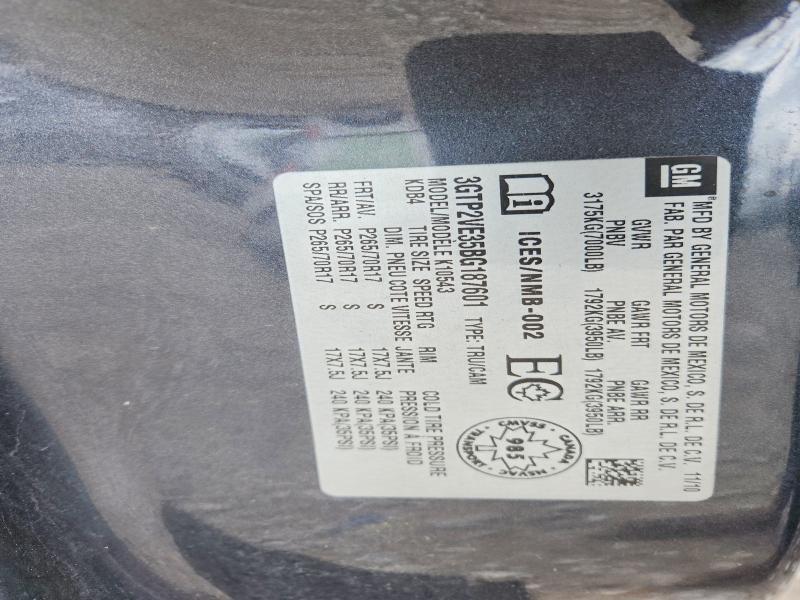 GM
MFD BY GENERAL MOTORS DE MEXICO, S. DE R.L. DE C.V. 11/10
FAB. PAR GENERAL MOTORS DE MEXICO, S. DE R.L. DE C.V.
GVWR GAWR FRT GAWR RR
PNBV PNBE AV. PNBE ARR.
3175KG(7000LB) 1792KG(3950LB) 1792KG(3950LB)
ICES/NMB-002
CANADA
985
TRANSPORT
NSVAC
NSVAC
3GTP2VE35BG187601 TYPE: TRU/CAM
MODEL/MODÈLE K10543
KDB4 TIRE SIZE SPEED RTG RIM COLD TIRE PRESSURE
DIM. PNEU COTE VITESSE JANTE PRESSION À FROID
FRT/AV. P265/70R17 S 17X7.5J 240 KPA(35PSI)
RR/ARR. P265/70R17 S 17X7.5J 240 KPA(35PSI)
SPA/SOS P265/70R17 S 17X7.5J 240 KPA(35PSI)